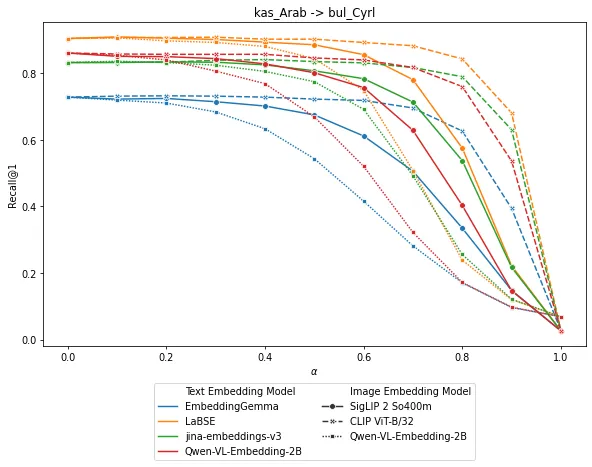 kas_Arab -> bul_Cyrl
Recall@1
0.8
0.6
0.4
0.2
0.0
0.0 0.2 0.4 0.6 0.8 1.0
α
Text Embedding Model Image Embedding Model
EmbeddingGemma SigLIP 2 So400m
LaBSE CLIP ViT-B/32
jina-embeddings-v3 Qwen-VL-Embedding-2B
Qwen-VL-Embedding-2B